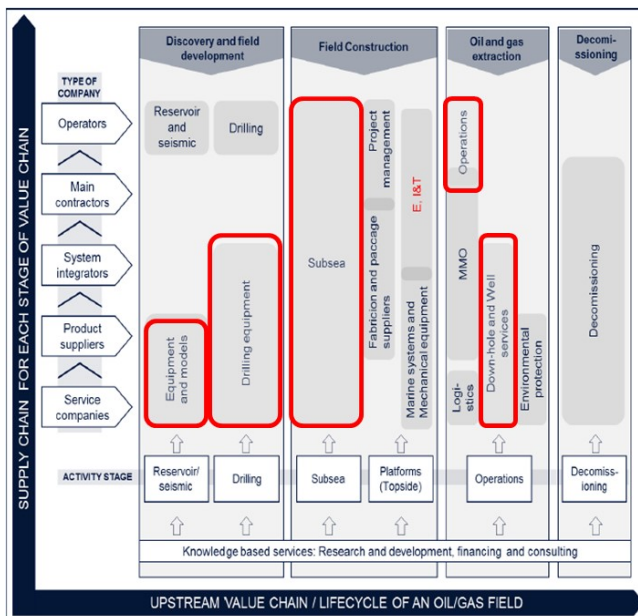 Discovery and field
development
Field Construction
Oil and gas
extraction
Decomi-
ssioning
TYPE OF
COMPANY
Operators
Main
contractors
System
integrators
Product
suppliers
Service
companies
Reservoir
and
seismic
Drilling
Equipment
and models
Drilling equipment
Subsea
Project
management
Fabricion and paccage
suppliers
E, I&T
Marine systems and
Mechanical equipment
Operations
MMO
Logi-
stics
Down-hole and Well
services
Environmental
protection
Decomissioning
ACTIVITY STAGE
Reservoir/
seismic
Drilling
Subsea
Platforms
(Topside)
Operations
Decomiss-
ioning
Knowledge based services: Research and development, financing and consulting
SUPPLY CHAIN FOR EACH STAGE OF VALUE CHAIN
UPSTREAM VALUE CHAIN / LIFECYCLE OF AN OIL/GAS FIELD